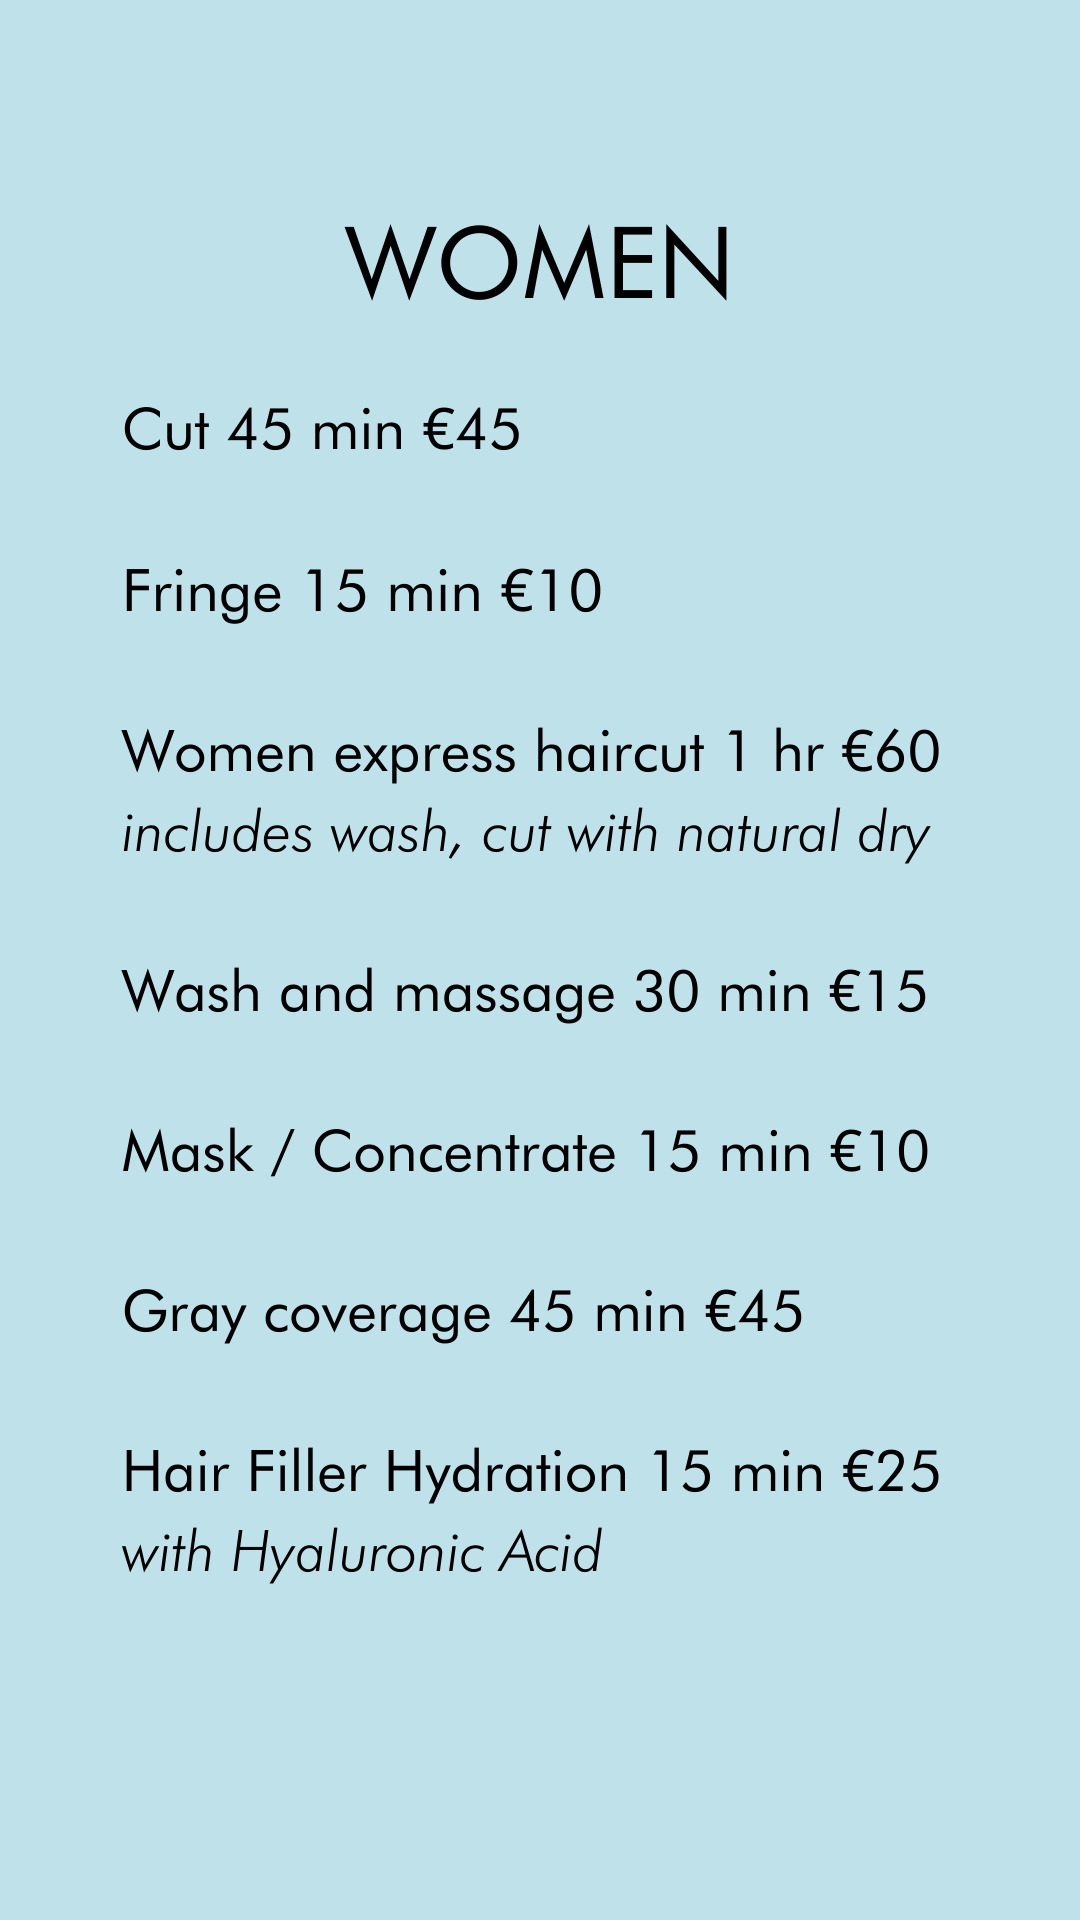 WOMEN
Cut 45 min €45
Fringe 15 min €10
Women express haircut 1 hr €60
includes wash, cut with natural dry
Wash and massage 30 min €15
Mask / Concentrate 15 min €10
Gray coverage 45 min €45
Hair Filler Hydration 15 min €25
with Hyaluronic Acid